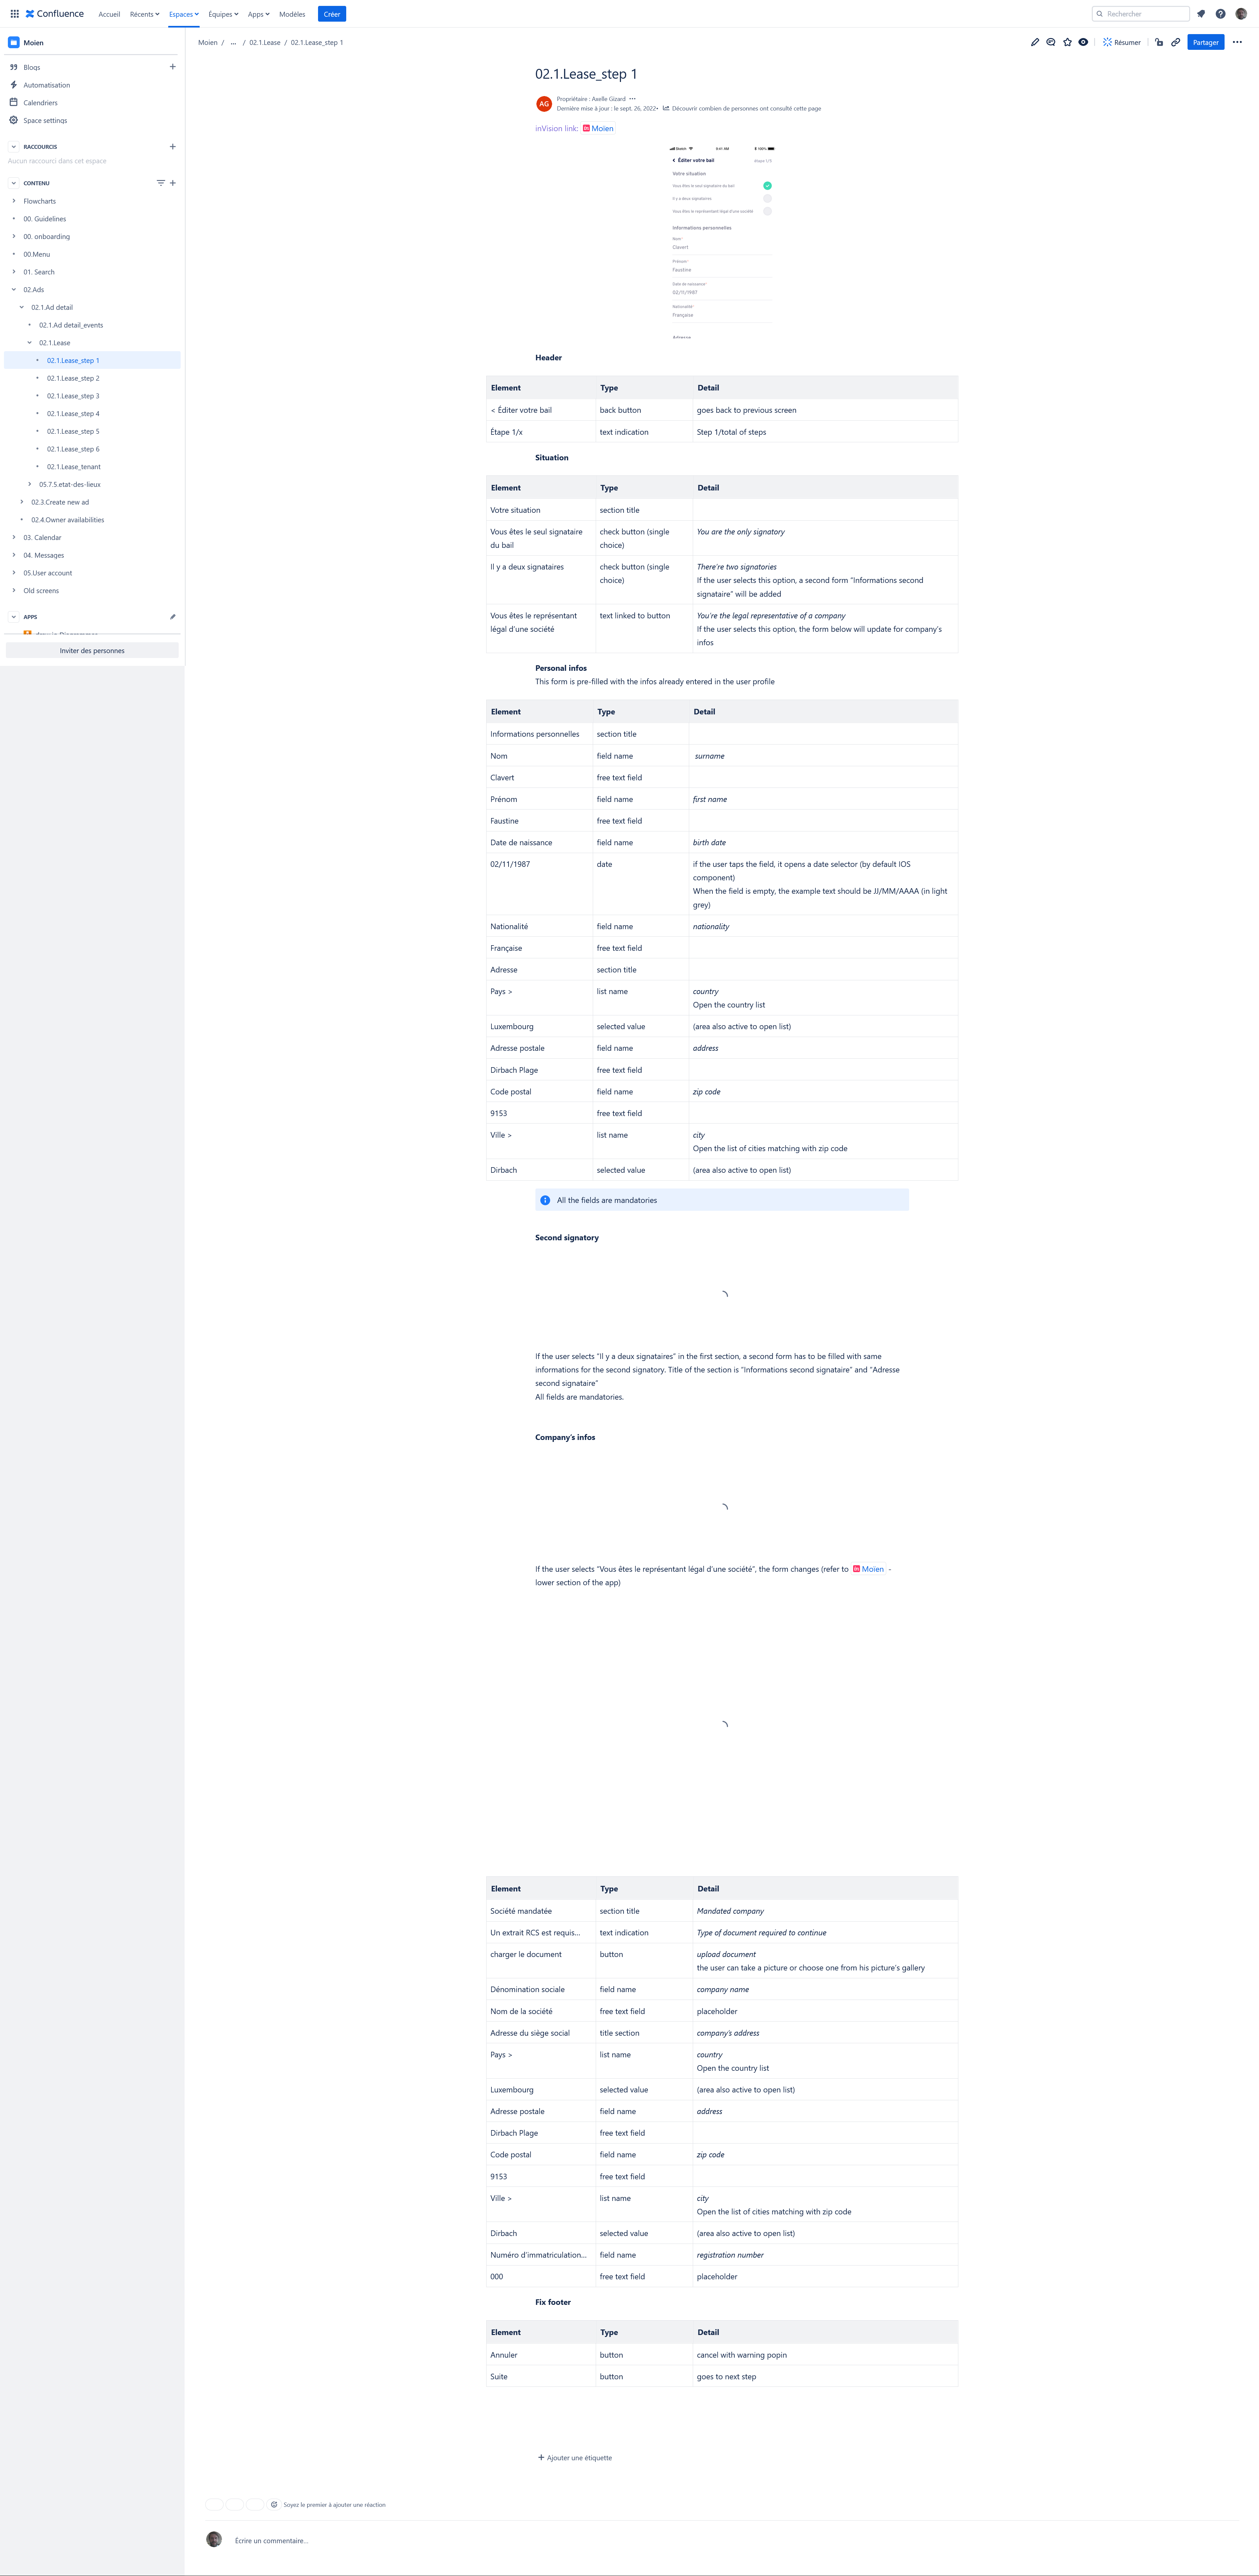 Confluence
Accueil
Récents
Espaces
Équipes
Apps
Modèles
Créer
Rechercher
Moien
Blogs
Automatisation
Calendriers
Space settings
RACCOURCIS
Aucun raccourci dans cet espace
CONTENU
Flowcharts
00. Guidelines
00. onboarding
00.Menu
01. Search
02.Ads
02.1.Ad detail
02.1.Ad detail_events
02.1.Lease
02.1.Lease_step 1
02.1.Lease_step 2
02.1.Lease_step 3
02.1.Lease_step 4
02.1.Lease_step 5
02.1.Lease_step 6
02.1.Lease_tenant
05.7.5.etat-des-lieux
02.3.Create new ad
02.4.Owner availabilities
03. Calendar
04. Messages
05.User account
Old screens
APPS
Inviter des personnes
Moien / ... / 02.1.Lease / 02.1.Lease_step 1
Résumer
Partager
02.1.Lease_step 1
AG
Propriétaire : Axelle Gizard
Dernière mise à jour : le sept. 26, 2022 • Découvrir combien de personnes ont consulté cette page
inVision link: in Moïen
Sketch 9:41 AM 100%
Éditer votre bail Étape 1/5
Votre situation
Vous êtes le seul signataire du bail
Il y a deux signataires
Vous êtes le représentant légal d'une société
Informations personnelles
Nom*
Clavert
Prénom*
Faustine
Date de naissance*
02/11/1987
Nationalité*
Française
Adresse
Header
Element Type Detail
< Éditer votre bail back button goes back to previous screen
Étape 1/x text indication Step 1/total of steps
Situation
Element Type Detail
Votre situation section title
Vous êtes le seul signataire check button (single You are the only signatory
du bail choice)
Il y a deux signataires check button (single There're two signatories
choice) If the user selects this option, a second form "Informations second
signataire" will be added
Vous êtes le représentant text linked to button You're the legal representative of a company
légal d'une société If the user selects this option, the form below will update for company's
infos
Personal infos
This form is pre-filled with the infos already entered in the user profile
Element Type Detail
Informations personnelles section title
Nom field name surname
Clavert free text field
Prénom field name first name
Faustine free text field
Date de naissance field name birth date
02/11/1987 date if the user taps the field, it opens a date selector (by default IOS
component)
When the field is empty, the example text should be JJ/MM/AAAA (in light
grey)
Nationalité field name nationality
Française free text field
Adresse section title
Pays > list name country
Open the country list
Luxembourg selected value (area also active to open list)
Adresse postale field name address
Dirbach Plage free text field
Code postal field name zip code
9153 free text field
Ville > list name city
Open the list of cities matching with zip code
Dirbach selected value (area also active to open list)
All the fields are mandatories
Second signatory
If the user selects "Il y a deux signataires" in the first section, a second form has to be filled with same
informations for the second signatory. Title of the section is "Informations second signataire" and "Adresse
second signataire"
All fields are mandatories.
Company's infos
If the user selects "Vous êtes le représentant légal d'une société", the form changes (refer to in Moïen -
lower section of the app)
Element Type Detail
Société mandatée section title Mandated company
Un extrait RCS est requis... text indication Type of document required to continue
charger le document button upload document
the user can take a picture or choose one from his picture's gallery
Dénomination sociale field name company name
Nom de la société free text field placeholder
Adresse du siège social title section company's address
Pays > list name country
Open the country list
Luxembourg selected value (area also active to open list)
Adresse postale field name address
Dirbach Plage free text field
Code postal field name zip code
9153 free text field
Ville > list name city
Open the list of cities matching with zip code
Dirbach selected value (area also active to open list)
Numéro d'immatriculation... field name registration number
000 free text field placeholder
Fix footer
Element Type Detail
Annuler button cancel with warning popin
Suite button goes to next step
Ajouter une étiquette
Soyez le premier à ajouter une réaction
Écrire un commentaire...